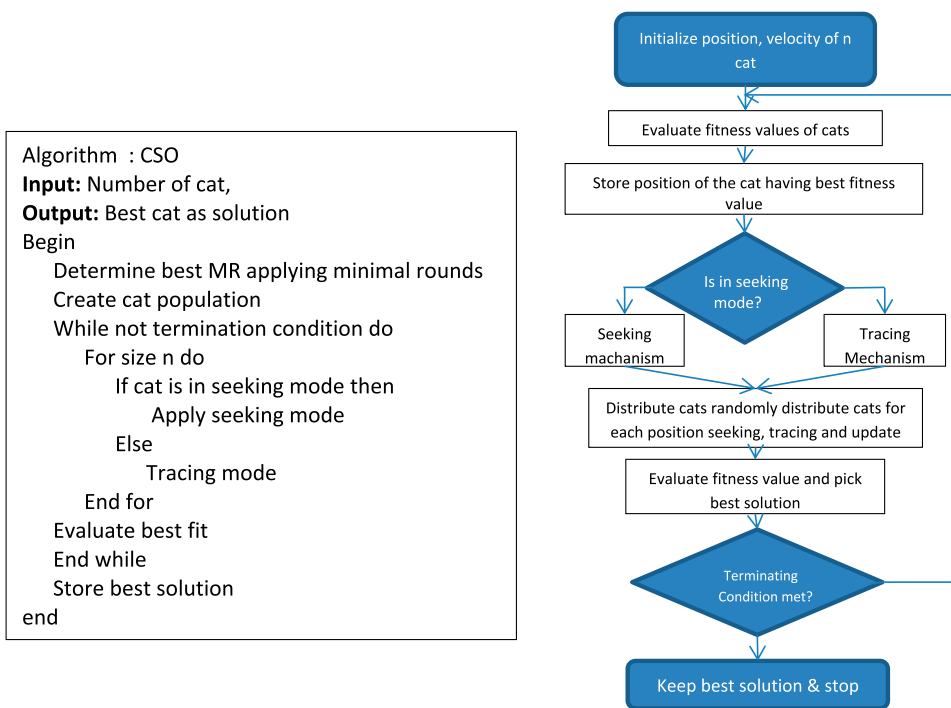 Algorithm : CSO
Input: Number of cat,
Output: Best cat as solution
Begin
Determine best MR applying minimal rounds
Create cat population
While not termination condition do
For size n do
If cat is in seeking mode then
Apply seeking mode
Else
Tracing mode
End for
Evaluate best fit
End while
Store best solution
end
Initialize position, velocity of n
cat
Evaluate fitness values of cats
Store position of the cat having best fitness
value
Is in seeking
mode?
Seeking
machanism
Tracing
Mechanism
Distribute cats randomly distribute cats for
each position seeking, tracing and update
Evaluate fitness value and pick
best solution
Terminating
Condition met?
Keep best solution & stop